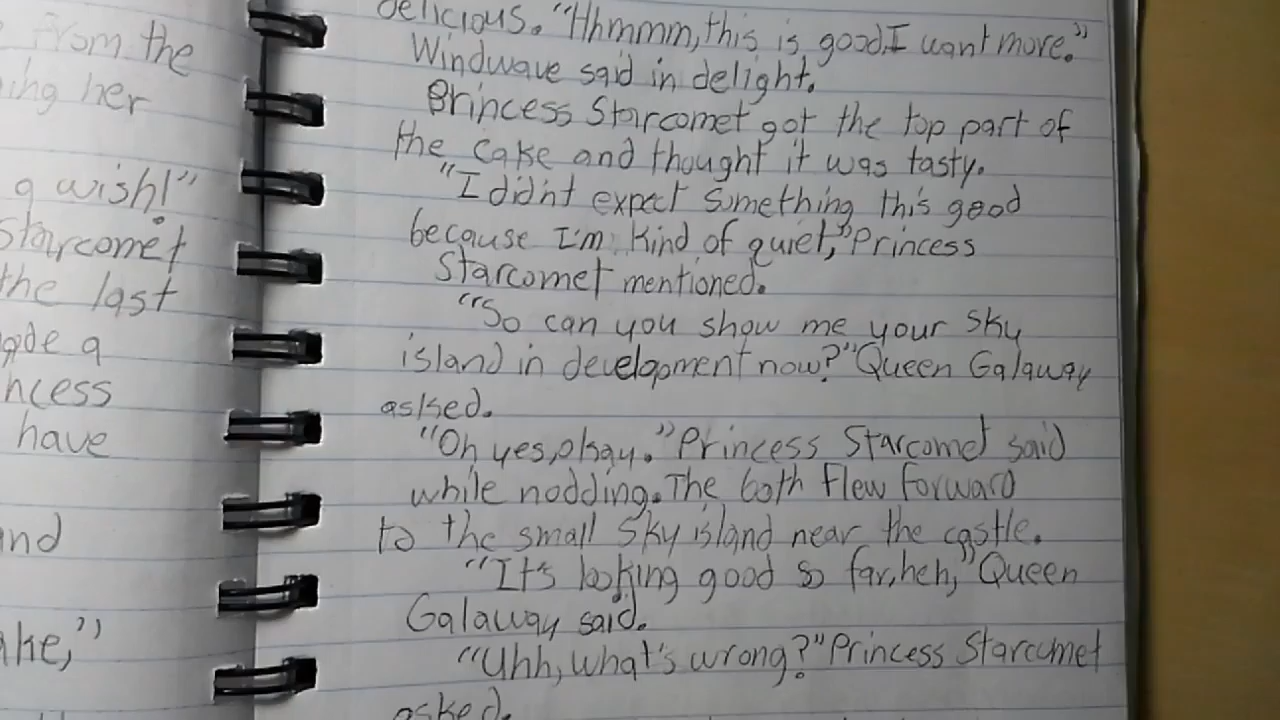 from the
ing her
a wish!"
Starcomet
the last
made a
ncess
have
and
ake,"
delicious. "Hhmmm, this is good. I want more."
Windwave said in delight.
Princess Starcomet got the top part of
the cake and thought it was tasty.
"I didn't expect something this good
because I'm kind of quiet," Princess
Starcomet mentioned.
"So can you show me your sky
island in development now?" Queen Galaway
asked.
"Oh yes, okay." Princess Starcomet said
while nodding. The both flew forward
to the small sky island near the castle.
"It's looking good so far, heh," Queen
Galaway said.
"Uhh, what's wrong?" Princess Starcomet
asked.